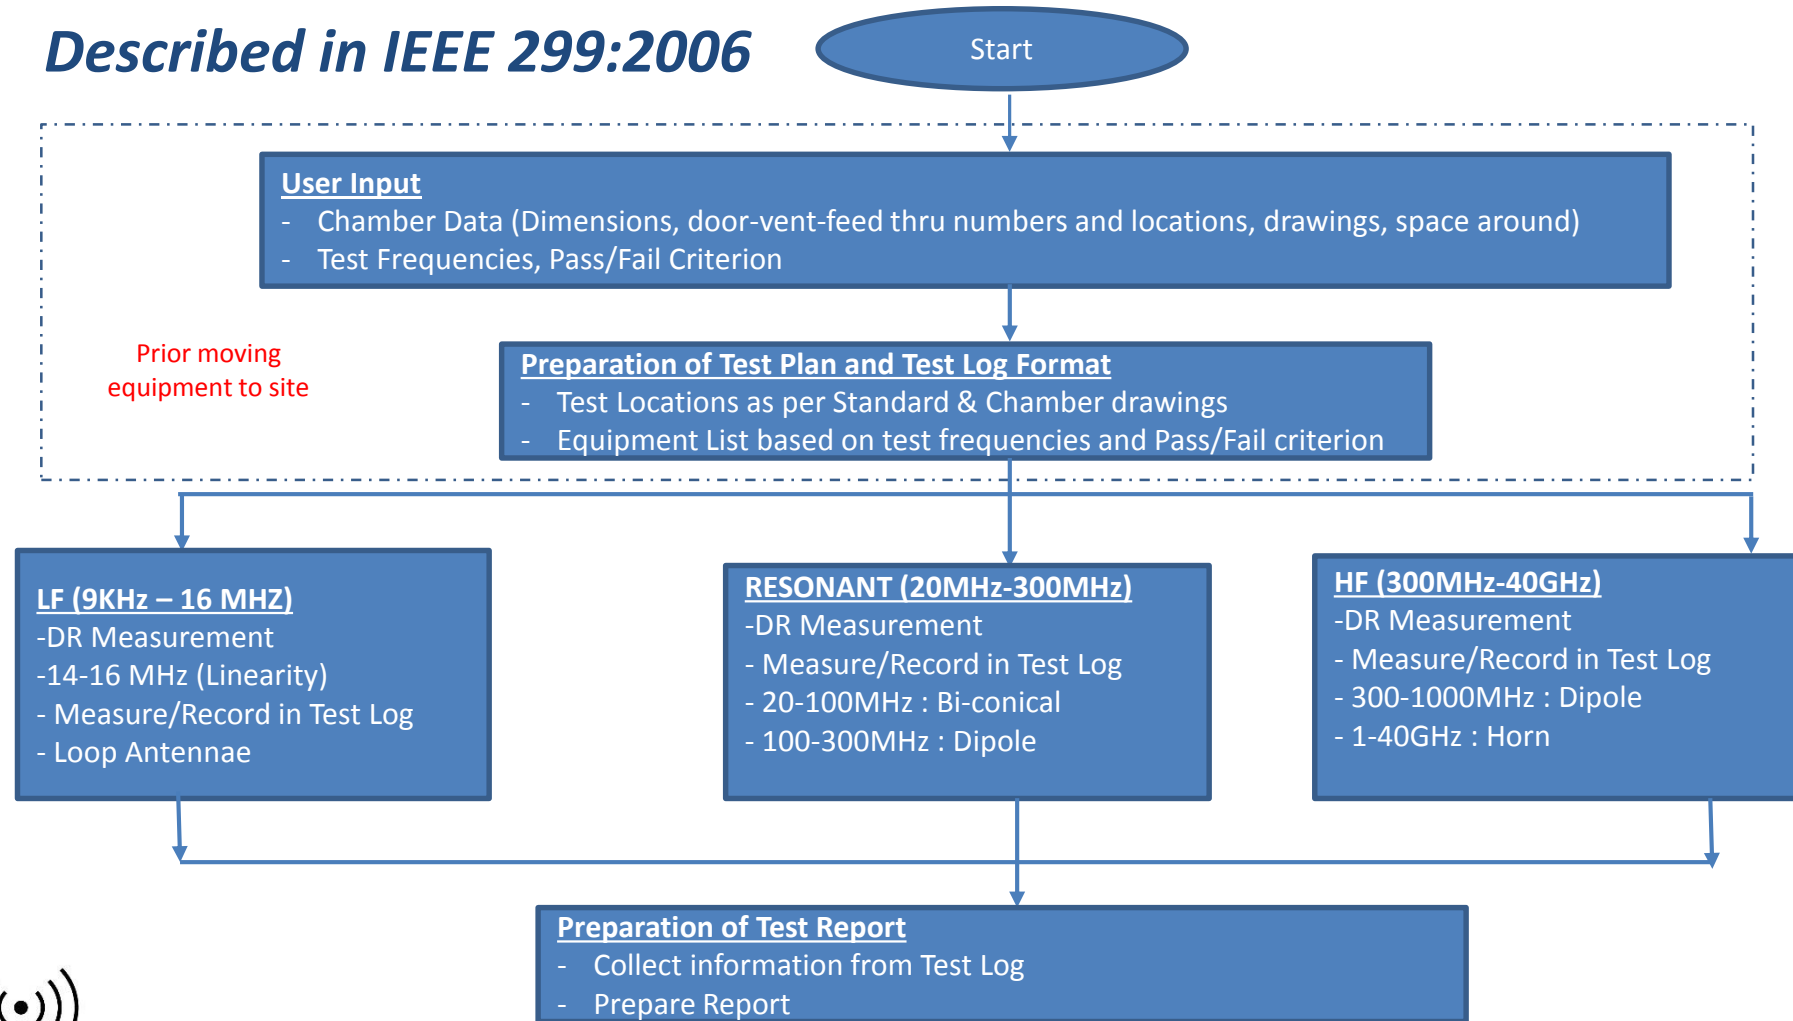 Described in IEEE 299:2006
Start
User Input
- Chamber Data (Dimensions, door-vent-feed thru numbers and locations, drawings, space around)
- Test Frequencies, Pass/Fail Criterion
Prior moving
equipment to site
Preparation of Test Plan and Test Log Format
- Test Locations as per Standard & Chamber drawings
- Equipment List based on test frequencies and Pass/Fail criterion
LF (9KHz – 16 MHZ)
-DR Measurement
-14-16 MHz (Linearity)
- Measure/Record in Test Log
- Loop Antennae
RESONANT (20MHz-300MHz)
-DR Measurement
- Measure/Record in Test Log
- 20-100MHz : Bi-conical
- 100-300MHz : Dipole
HF (300MHz-40GHz)
-DR Measurement
- Measure/Record in Test Log
- 300-1000MHz : Dipole
- 1-40GHz : Horn
Preparation of Test Report
- Collect information from Test Log
- Prepare Report